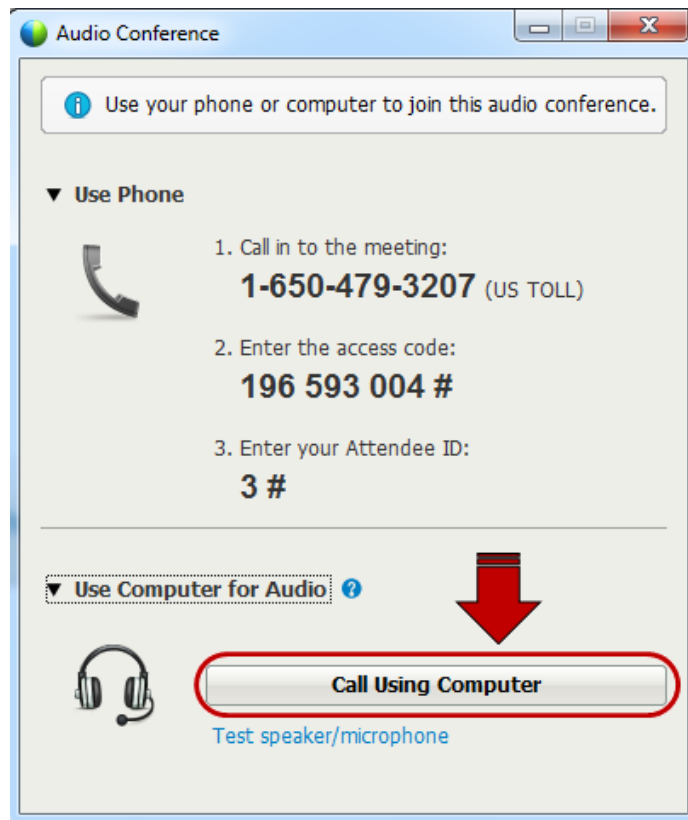 Audio Conference
Use your phone or computer to join this audio conference.
Use Phone
1. Call in to the meeting:
1-650-479-3207 (US TOLL)
2. Enter the access code:
196 593 004 #
3. Enter your Attendee ID:
3 #
Use Computer for Audio
Call Using Computer
Test speaker/microphone